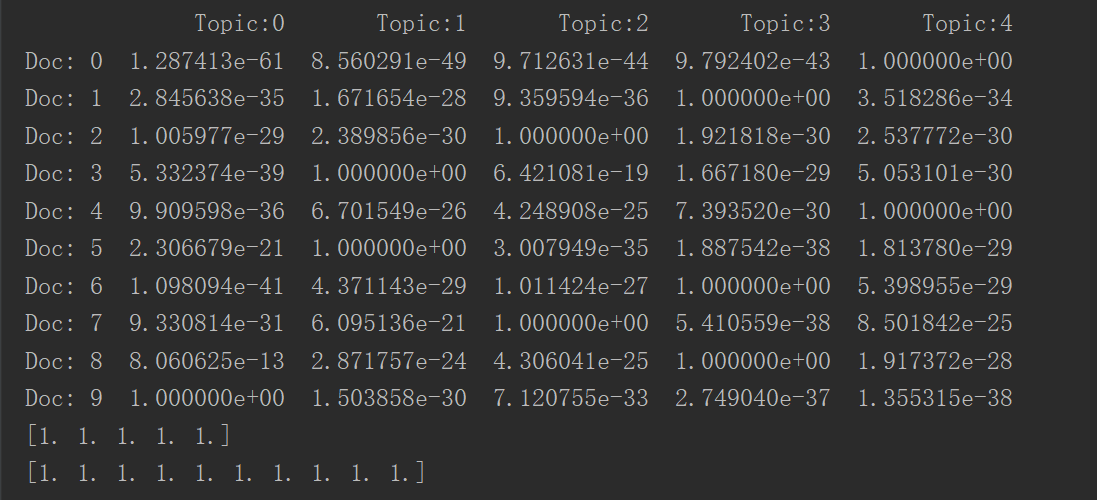 Topic:0 Topic:1 Topic:2 Topic:3 Topic:4
Doc: 0 1.287413e-61 8.560291e-49 9.712631e-44 9.792402e-43 1.000000e+00
Doc: 1 2.845638e-35 1.671654e-28 9.359594e-36 1.000000e+00 3.518286e-34
Doc: 2 1.005977e-29 2.389856e-30 1.000000e+00 1.921818e-30 2.537772e-30
Doc: 3 5.332374e-39 1.000000e+00 6.421081e-19 1.667180e-29 5.053101e-30
Doc: 4 9.909598e-36 6.701549e-26 4.248908e-25 7.393520e-30 1.000000e+00
Doc: 5 2.306679e-21 1.000000e+00 3.007949e-35 1.887542e-38 1.813780e-29
Doc: 6 1.098094e-41 4.371143e-29 1.011424e-27 1.000000e+00 5.398955e-29
Doc: 7 9.330814e-31 6.095136e-21 1.000000e+00 5.410559e-38 8.501842e-25
Doc: 8 8.060625e-13 2.871757e-24 4.306041e-25 1.000000e+00 1.917372e-28
Doc: 9 1.000000e+00 1.503858e-30 7.120755e-33 2.749040e-37 1.355315e-38
[1. 1. 1. 1. 1.]
[1. 1. 1. 1. 1. 1. 1. 1. 1. 1.]